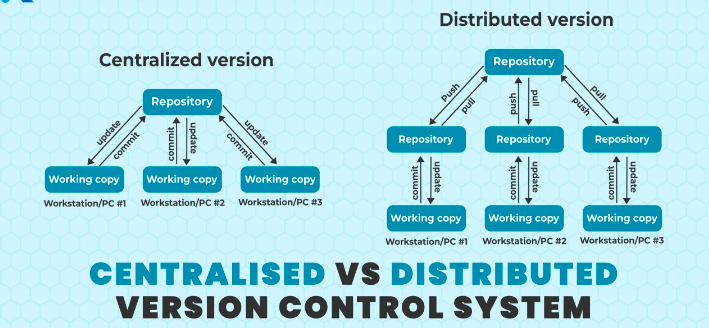 Distributed version
Centralized version
Repository
update
commit
commit
update
update
commit
Working copy
Working copy
Working copy
Workstation/PC #1
Workstation/PC #2
Workstation/PC #3
Repository
Push
pull
push
pull
pull
push
Repository
Repository
Repository
commit
update
commit
update
commit
update
Working copy
Working copy
Working copy
Workstation/PC #1
Workstation/PC #2
Workstation/PC #3
CENTRALISED VS DISTRIBUTED
VERSION CONTROL SYSTEM